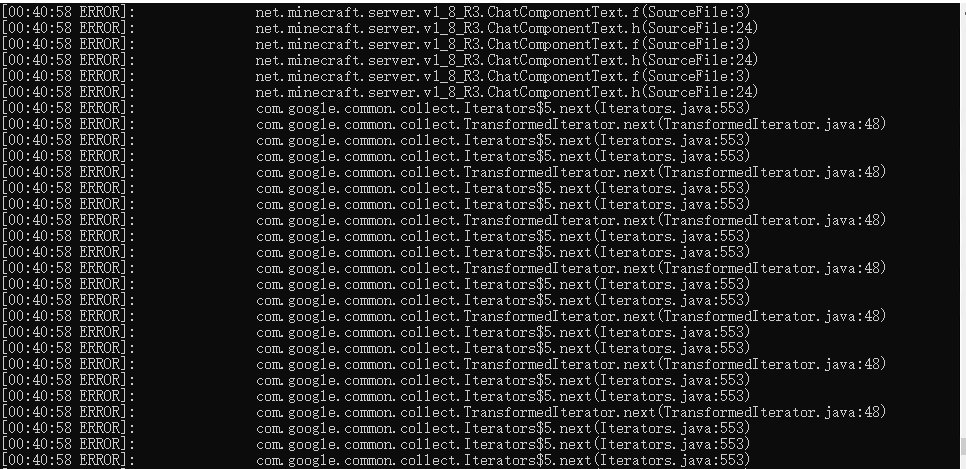 [00:40:58 ERROR]: net.minecraft.server.v1_8_R3.ChatComponentText.f(SourceFile:3)
[00:40:58 ERROR]: net.minecraft.server.v1_8_R3.ChatComponentText.h(SourceFile:24)
[00:40:58 ERROR]: net.minecraft.server.v1_8_R3.ChatComponentText.f(SourceFile:3)
[00:40:58 ERROR]: net.minecraft.server.v1_8_R3.ChatComponentText.h(SourceFile:24)
[00:40:58 ERROR]: net.minecraft.server.v1_8_R3.ChatComponentText.f(SourceFile:3)
[00:40:58 ERROR]: net.minecraft.server.v1_8_R3.ChatComponentText.h(SourceFile:24)
[00:40:58 ERROR]: com.google.common.collect.Iterators$5.next(Iterators.java:553)
[00:40:58 ERROR]: com.google.common.collect.TransformedIterator.next(TransformedIterator.java:48)
[00:40:58 ERROR]: com.google.common.collect.Iterators$5.next(Iterators.java:553)
[00:40:58 ERROR]: com.google.common.collect.Iterators$5.next(Iterators.java:553)
[00:40:58 ERROR]: com.google.common.collect.TransformedIterator.next(TransformedIterator.java:48)
[00:40:58 ERROR]: com.google.common.collect.Iterators$5.next(Iterators.java:553)
[00:40:58 ERROR]: com.google.common.collect.Iterators$5.next(Iterators.java:553)
[00:40:58 ERROR]: com.google.common.collect.TransformedIterator.next(TransformedIterator.java:48)
[00:40:58 ERROR]: com.google.common.collect.Iterators$5.next(Iterators.java:553)
[00:40:58 ERROR]: com.google.common.collect.Iterators$5.next(Iterators.java:553)
[00:40:58 ERROR]: com.google.common.collect.TransformedIterator.next(TransformedIterator.java:48)
[00:40:58 ERROR]: com.google.common.collect.Iterators$5.next(Iterators.java:553)
[00:40:58 ERROR]: com.google.common.collect.Iterators$5.next(Iterators.java:553)
[00:40:58 ERROR]: com.google.common.collect.TransformedIterator.next(TransformedIterator.java:48)
[00:40:58 ERROR]: com.google.common.collect.Iterators$5.next(Iterators.java:553)
[00:40:58 ERROR]: com.google.common.collect.Iterators$5.next(Iterators.java:553)
[00:40:58 ERROR]: com.google.common.collect.TransformedIterator.next(TransformedIterator.java:48)
[00:40:58 ERROR]: com.google.common.collect.Iterators$5.next(Iterators.java:553)
[00:40:58 ERROR]: com.google.common.collect.Iterators$5.next(Iterators.java:553)
[00:40:58 ERROR]: com.google.common.collect.TransformedIterator.next(TransformedIterator.java:48)
[00:40:58 ERROR]: com.google.common.collect.Iterators$5.next(Iterators.java:553)
[00:40:58 ERROR]: com.google.common.collect.Iterators$5.next(Iterators.java:553)
[00:40:58 ERROR]: com.google.common.collect.Iterators$5.next(Iterators.java:553)